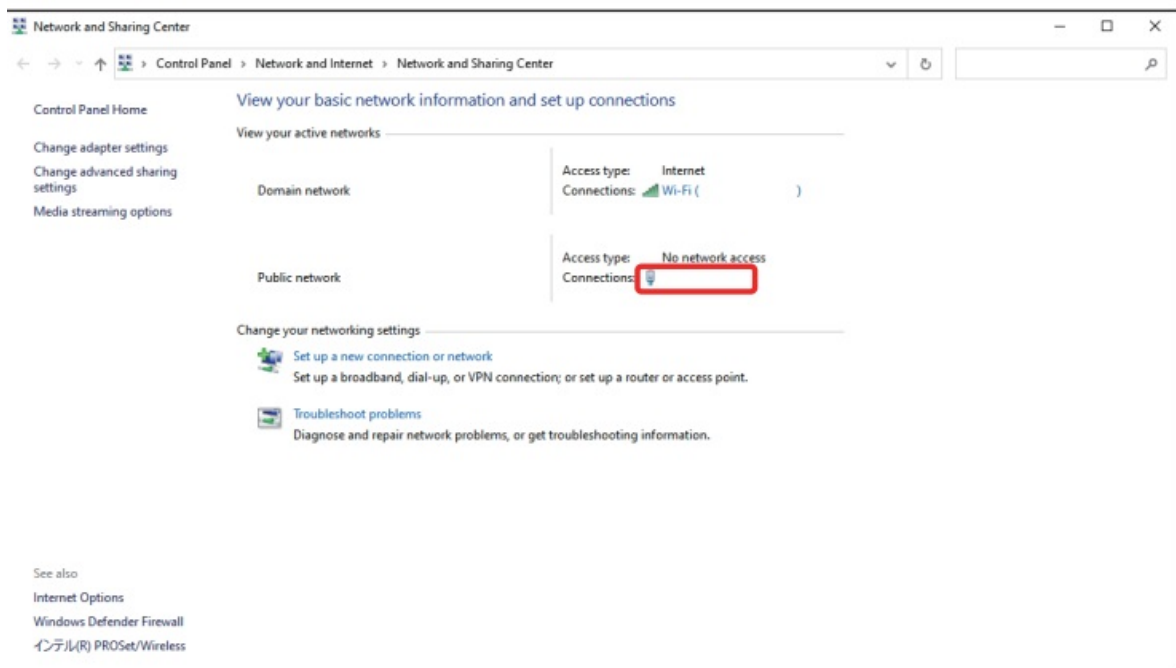 Network and Sharing Center
Control Panel > Network and Internet > Network and Sharing Center
Control Panel Home
Change adapter settings
Change advanced sharing
settings
Media streaming options
View your basic network information and set up connections
View your active networks
Domain network
Access type: Internet
Connections: Wi-Fi ( )
Public network
Access type: No network access
Connections:
Change your networking settings
Set up a new connection or network
Set up a broadband, dial-up, or VPN connection; or set up a router or access point.
Troubleshoot problems
Diagnose and repair network problems, or get troubleshooting information.
See also
Internet Options
Windows Defender Firewall
インテル(R) PROSet/Wireless